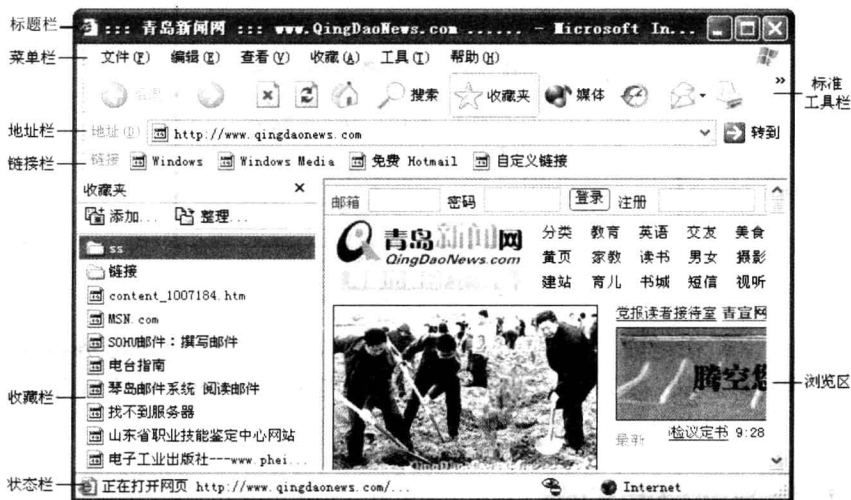 标题栏 ::: 青岛新闻网 ::: www.QingDaoNews.com ...... - Microsoft In...
菜单栏 文件(F) 编辑(E) 查看(V) 收藏(A) 工具(T) 帮助(H)
后退 搜索 收藏夹 媒体 » 标准工具栏
地址栏 地址(D) http://www.qingdaonews.com 转到
链接栏 链接 Windows Windows Media 免费 Hotmail 自定义链接
收藏夹 ×
添加... 整理...
ss
链接
content_1007184.htm
MSN.com
SOHU邮件：撰写邮件
电台指南
琴岛邮件系统 阅读邮件
收藏栏
找不到服务器
山东省职业技能鉴定中心网站
电子工业出版社---www.phei...
邮箱 密码 登录 注册
青岛新闻网
QingDaoNews.com
分类 教育 英语 交友 美食
黄页 家教 读书 男女 摄影
建站 育儿 书城 短信 视听
党报读者接待室 青宣网
腾空您
浏览区
最新 检议定书 9:28
状态栏 正在打开网页 http://www.qingdaonews.com/... Internet